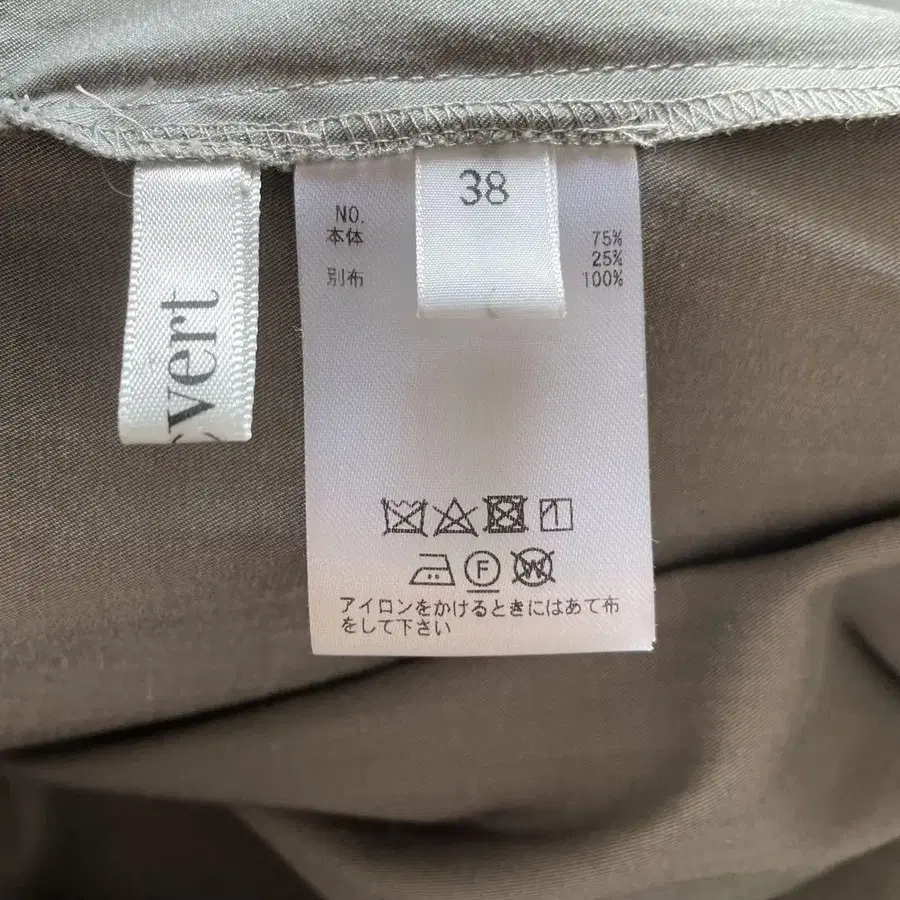 38
NO.
本体 75%
25%
別布 100%
vert
F
W
アイロンをかけるときにはあて布
をして下さい